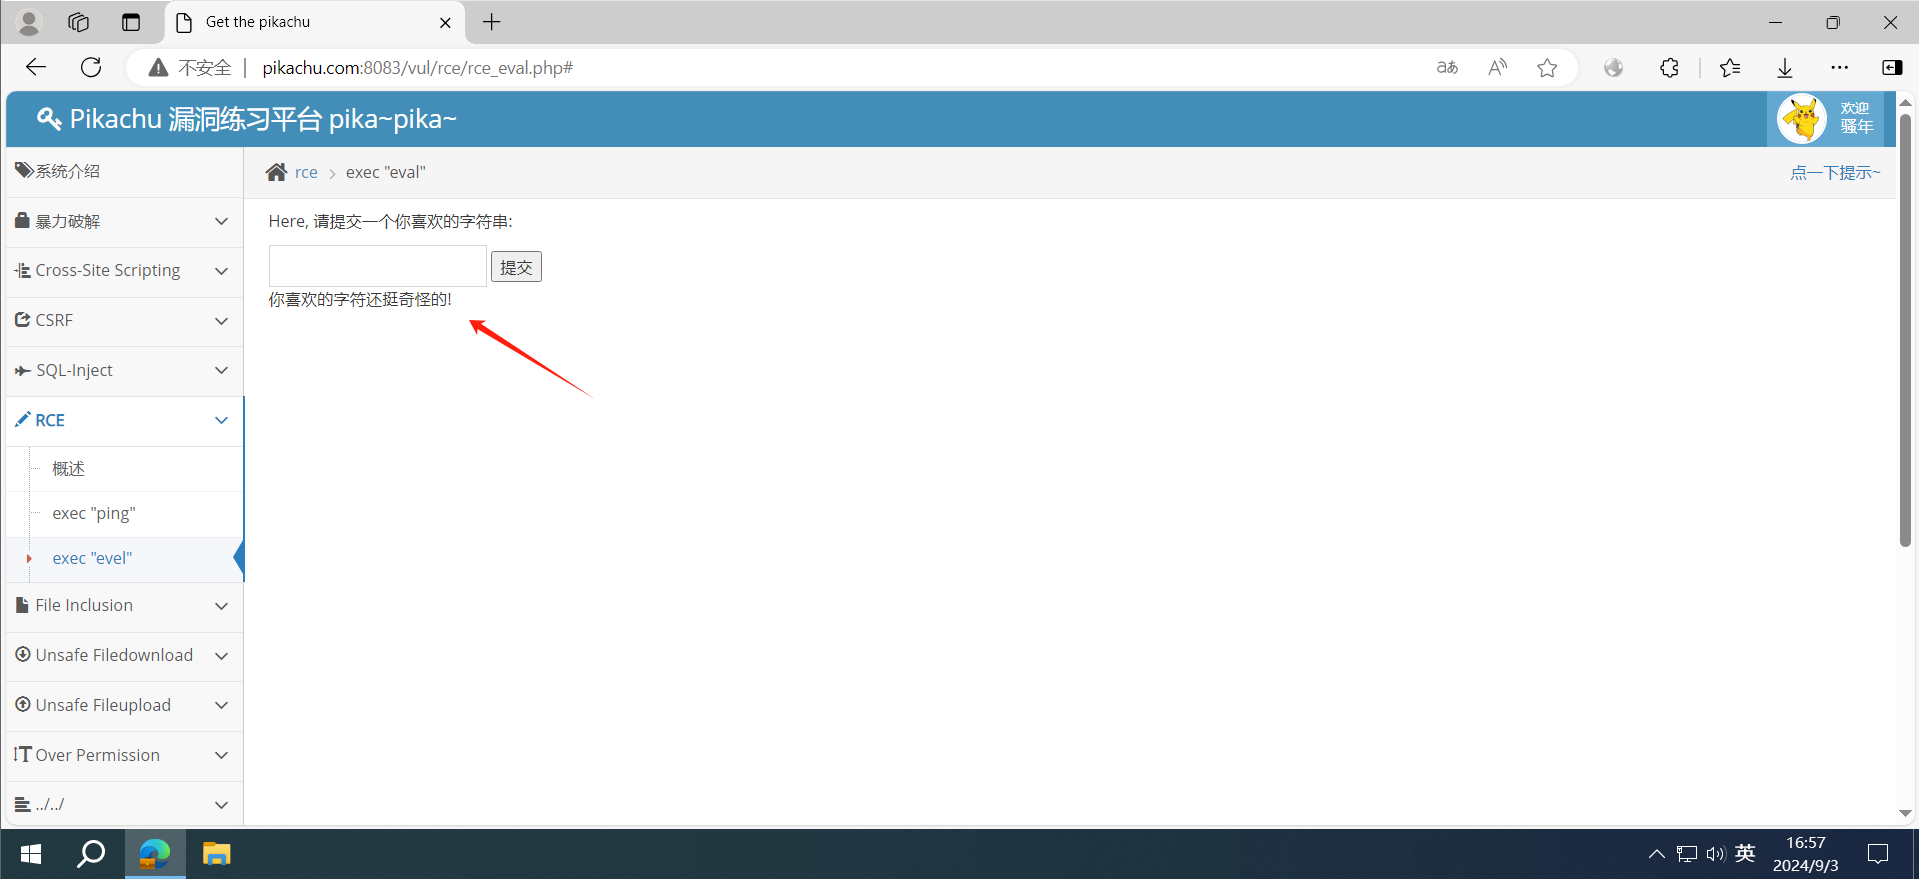 Get the pikachu
不安全 pikachu.com:8083/vul/rce/rce_eval.php# aあ A
Pikachu 漏洞练习平台 pika~pika~
欢迎
骚年
系统介绍
rce exec "eval" 点一下提示~
暴力破解
Here, 请提交一个你喜欢的字符串:
提交
你喜欢的字符还挺奇怪的!
Cross-Site Scripting
CSRF
SQL-Inject
RCE
概述
exec "ping"
exec "evel"
File Inclusion
Unsafe Filedownload
Unsafe Fileupload
Over Permission
../../
英
16:57
2024/9/3